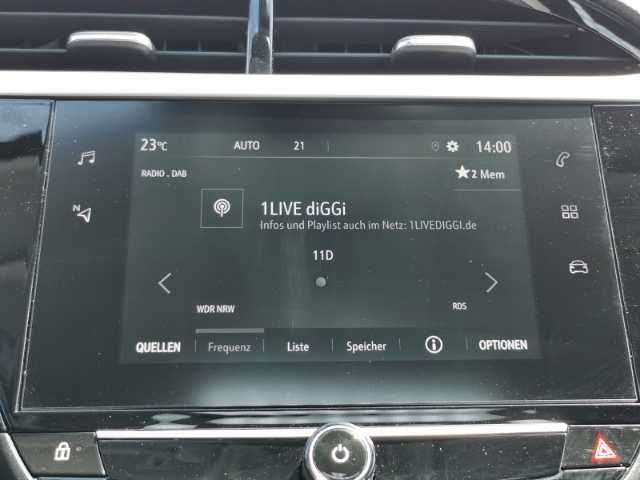 23°C AUTO 21 14:00
RADIO . DAB ★2 Mem
N
1LIVE diGGi
Infos und Playlist auch im Netz: 1LIVEDIGGI.de
11D
WDR NRW RDS
QUELLEN Frequenz Liste Speicher i OPTIONEN